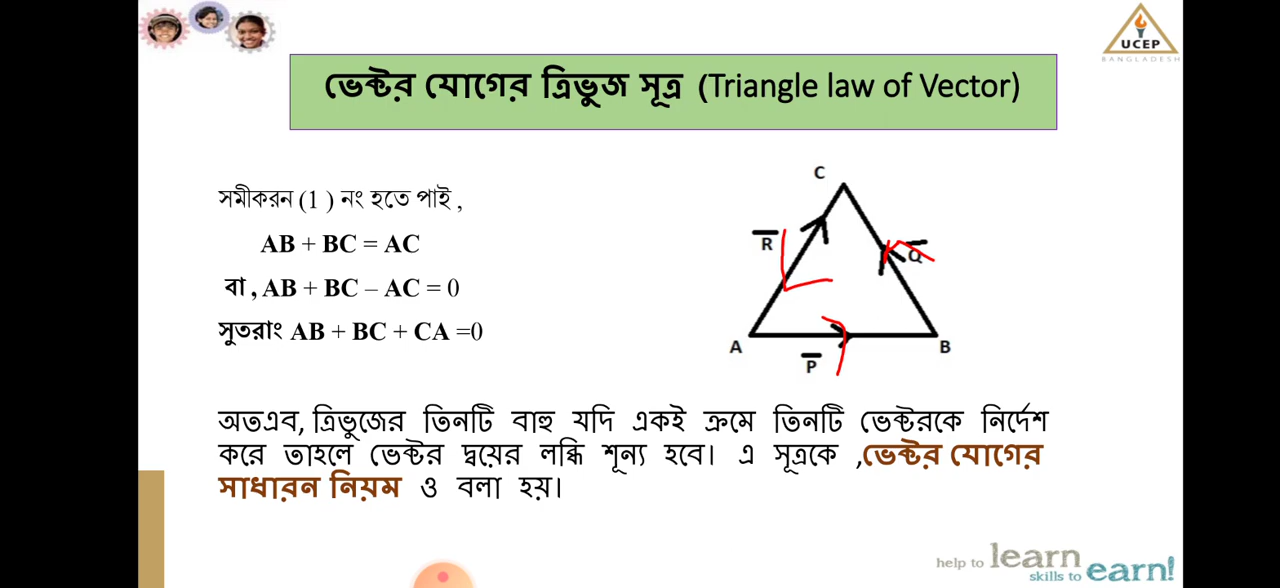 UCEP
BANGLADESH
ভেক্টর যোগের ত্রিভুজ সূত্র (Triangle law of Vector)
সমীকরন (1 ) নং হতে পাই ,
AB + BC = AC
বা , AB + BC – AC = 0
সুতরাং AB + BC + CA =0
C
R
Q
A
B
P
অতএব, ত্রিভুজের তিনটি বাহু যদি একই ক্রমে তিনটি ভেক্টরকে নির্দেশ
করে তাহলে ভেক্টর দ্বয়ের লব্ধি শূন্য হবে। এ সূত্রকে ,ভেক্টর যোগের
সাধারন নিয়ম ও বলা হয়।
help to learn
skills to earn!